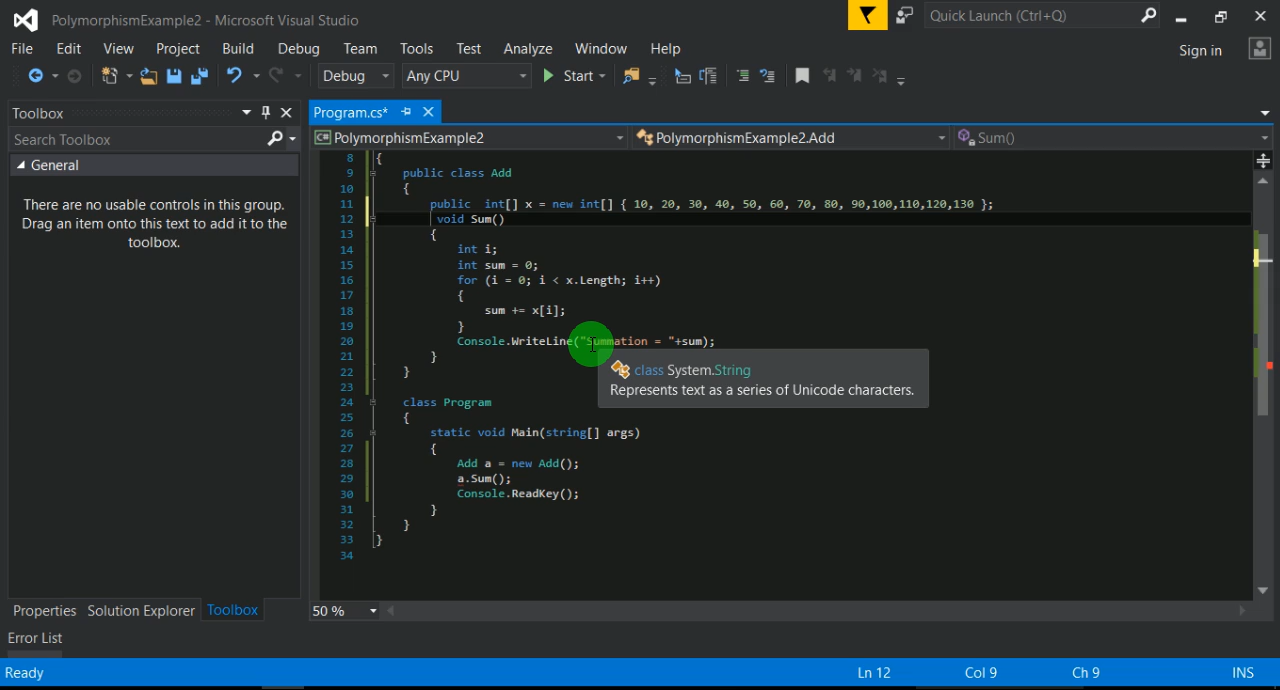 PolymorphismExample2 - Microsoft Visual Studio
Quick Launch (Ctrl+Q)
File Edit View Project Build Debug Team Tools Test Analyze Window Help
Sign in
Debug Any CPU Start
Toolbox
Program.cs*
Search Toolbox
PolymorphismExample2 PolymorphismExample2.Add Sum()
General
There are no usable controls in this group.
Drag an item onto this text to add it to the
toolbox.
8 {
9 public class Add
10 {
11 public int[] x = new int[] { 10, 20, 30, 40, 50, 60, 70, 80, 90,100,110,120,130 };
12 void Sum()
13 {
14 int i;
15 int sum = 0;
16 for (i = 0; i < x.Length; i++)
17 {
18 sum += x[i];
19 }
20 Console.WriteLine("Summation = "+sum);
21 }
22 }
23
24 class Program
25 {
26 static void Main(string[] args)
27 {
28 Add a = new Add();
29 a.Sum();
30 Console.ReadKey();
31 }
32 }
33 }
34
class System.String
Represents text as a series of Unicode characters.
50 %
Properties Solution Explorer Toolbox
Error List
Ready Ln 12 Col 9 Ch 9 INS